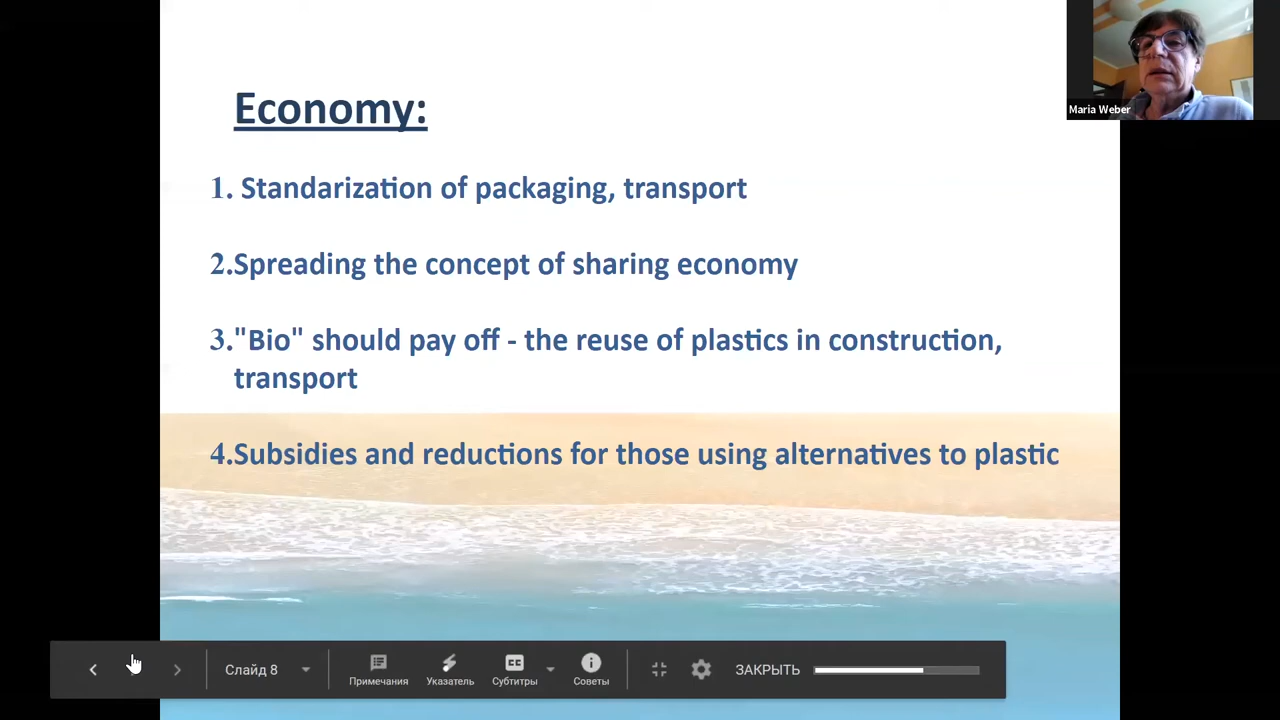 Economy:
Maria Weber
1. Standarization of packaging, transport
2.Spreading the concept of sharing economy
3."Bio" should pay off - the reuse of plastics in construction,
transport
4.Subsidies and reductions for those using alternatives to plastic
Слайд 8
Примечания
Указатель
CC
Субтитры
Советы
ЗАКРЫТЬ